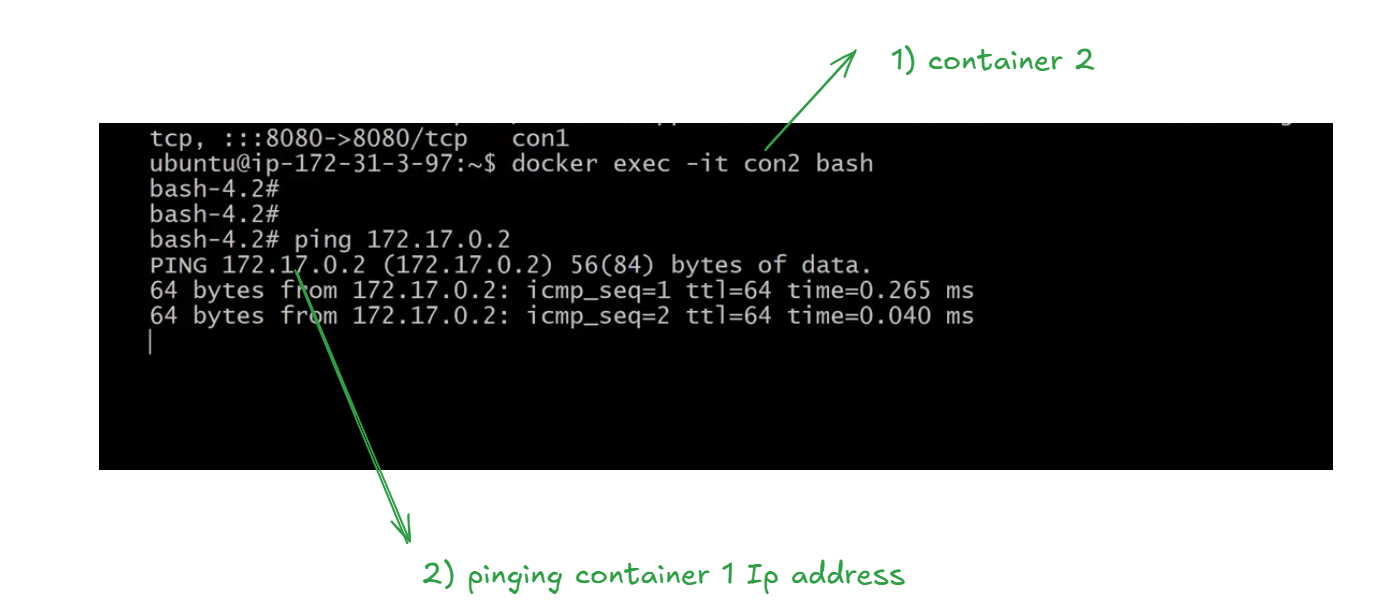 1) container 2
tcp, :::8080->8080/tcp   con1
ubuntu@ip-172-31-3-97:~$ docker exec -it con2 bash
bash-4.2#
bash-4.2#
bash-4.2# ping 172.17.0.2
PING 172.17.0.2 (172.17.0.2) 56(84) bytes of data.
64 bytes from 172.17.0.2: icmp_seq=1 ttl=64 time=0.265 ms
64 bytes from 172.17.0.2: icmp_seq=2 ttl=64 time=0.040 ms
2) pinging container 1 Ip address